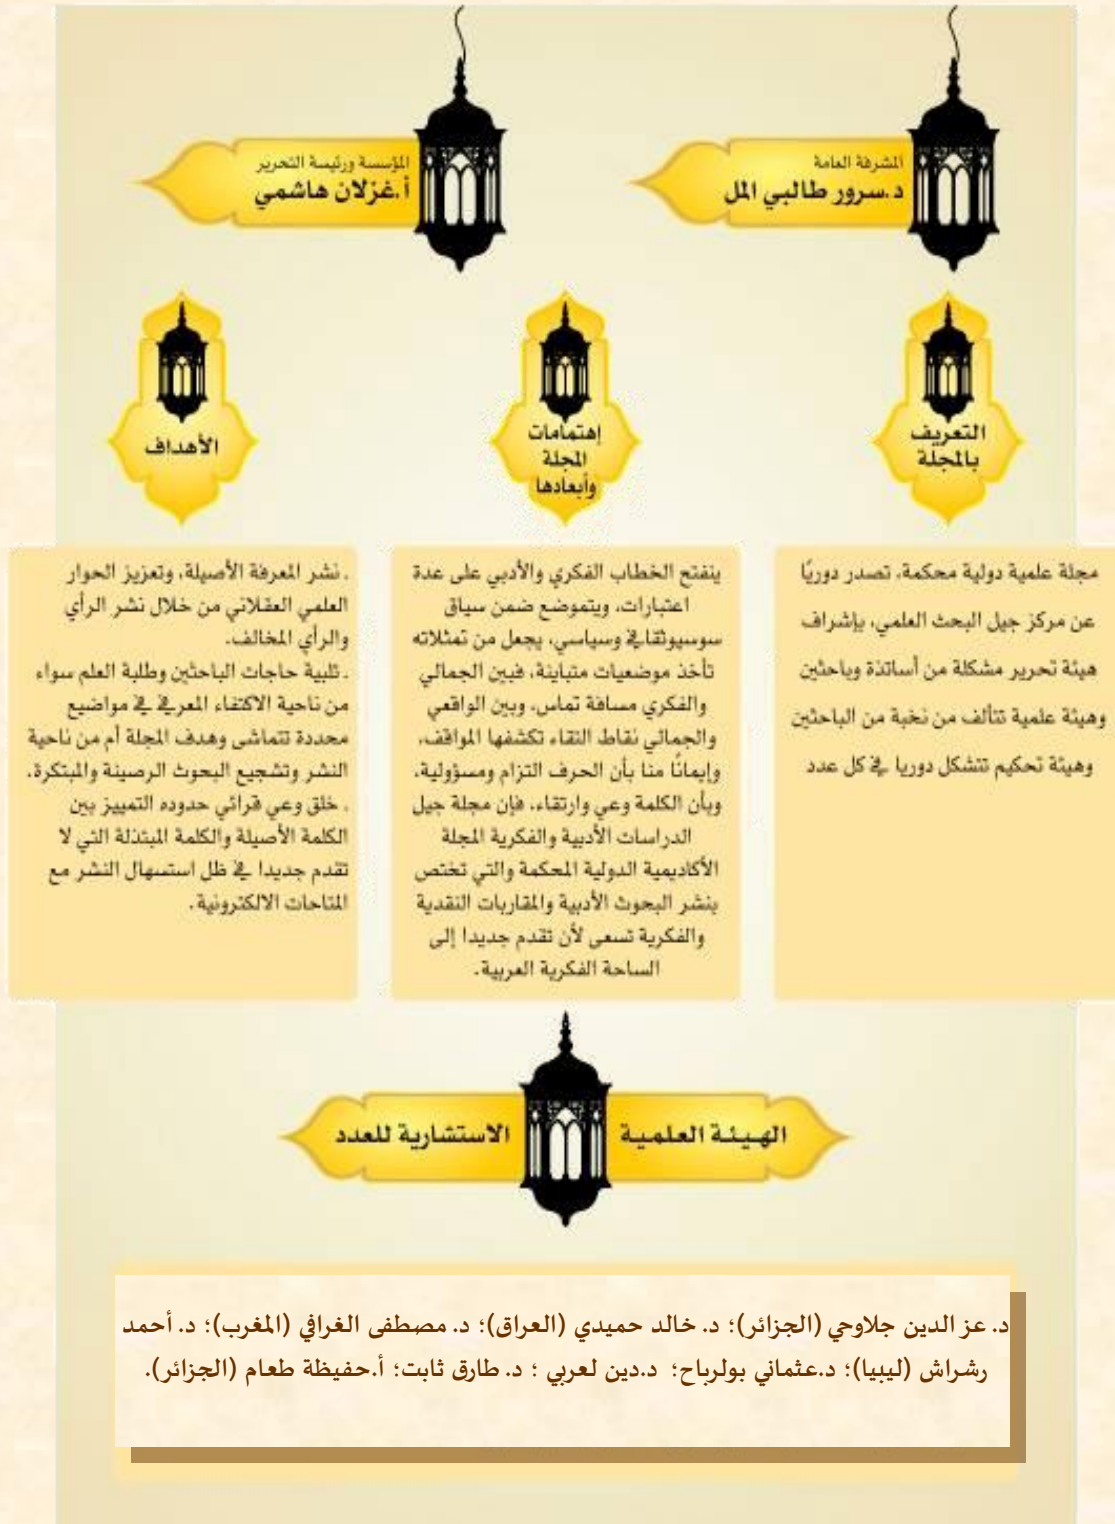 المشرفة العامة
د.سرور طالبي المل
المؤسسة ورئيسة التحرير
أ.غزلان هاشمي
التعريف
بالمجلة
مجلة علمية دولية محكمة، تصدر دوريًا
عن مركز جيل البحث العلمي، بإشراف
هيئة تحرير مشكلة من أساتذة وباحثين
وهيئة علمية تتألف من نخبة من الباحثين
وهيئة تحكيم تتشكل دوريا في كل عدد
إهتمامات
المجلة
وأبعادها
ينفتح الخطاب الفكري والأدبي على عدة
اعتبارات، ويتموضع ضمن سياق
سوسيوثقافي وسياسي، يجعل من تمثلاته
تأخذ موضعيات متباينة، فبين الجمالي
والفكري مسافة تماس، وبين الواقعي
والجمالي نقاط التقاء تكشفها المواقف،
وإيمانًا منا بأن الحرف التزام ومسؤولية،
وبأن الكلمة وعي وارتقاء، فإن مجلة جيل
الدراسات الأدبية والفكرية المجلة
الأكاديمية الدولية المحكمة والتي تختص
بنشر البحوث الأدبية والمقاربات النقدية
والفكرية تسعى لأن تقدم جديدا إلى
الساحة الفكرية العربية.
الأهداف
. نشر المعرفة الأصيلة، وتعزيز الحوار
العلمي العقلاني من خلال نشر الرأي
والرأي المخالف.
. تلبية حاجات الباحثين وطلبة العلم سواء
من ناحية الاكتفاء المعرفي في مواضيع
محددة تتماشى وهدف المجلة أم من ناحية
النشر وتشجيع البحوث الرصينة والمبتكرة.
. خلق وعي قرائي حدوده التمييز بين
الكلمة الأصيلة والكلمة المبتذلة التي لا
تقدم جديدا في ظل استسهال النشر مع
المتاحات الالكترونية.
الهيئة العلمية الاستشارية للعدد
د. عز الدين جلاوجي (الجزائر)؛ د. خالد حميدي (العراق)؛ د. مصطفى الغرافي (المغرب)؛ د. أحمد
رشراش (ليبيا)؛ د.عثماني بولرباح؛ د.دين لعربي ؛ د. طارق ثابت؛ أ.حفيظة طعام (الجزائر).